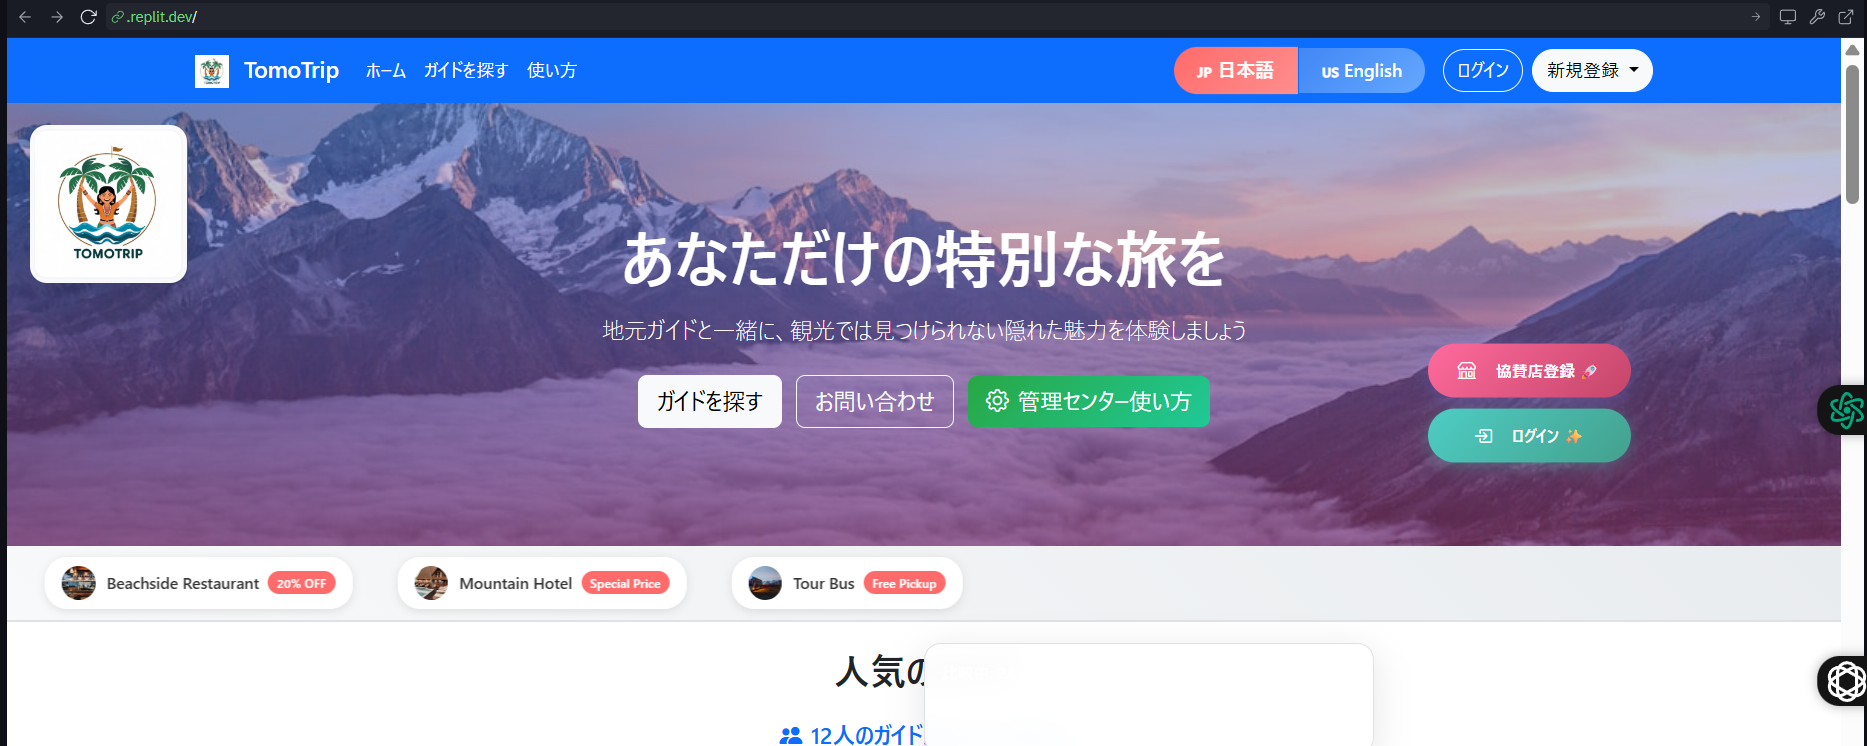 .replit.dev/
TomoTrip ホーム ガイドを探す 使い方
JP 日本語 US English ログイン 新規登録
TOMOTRIP
あなただけの特別な旅を
地元ガイドと一緒に、観光では見つけられない隠れた魅力を体験しましょう
ガイドを探す お問い合わせ 管理センター使い方
協賛店登録 🚀
ログイン ✨
Beachside Restaurant 20% OFF Mountain Hotel Special Price Tour Bus Free Pickup
人気の
12人のガイド